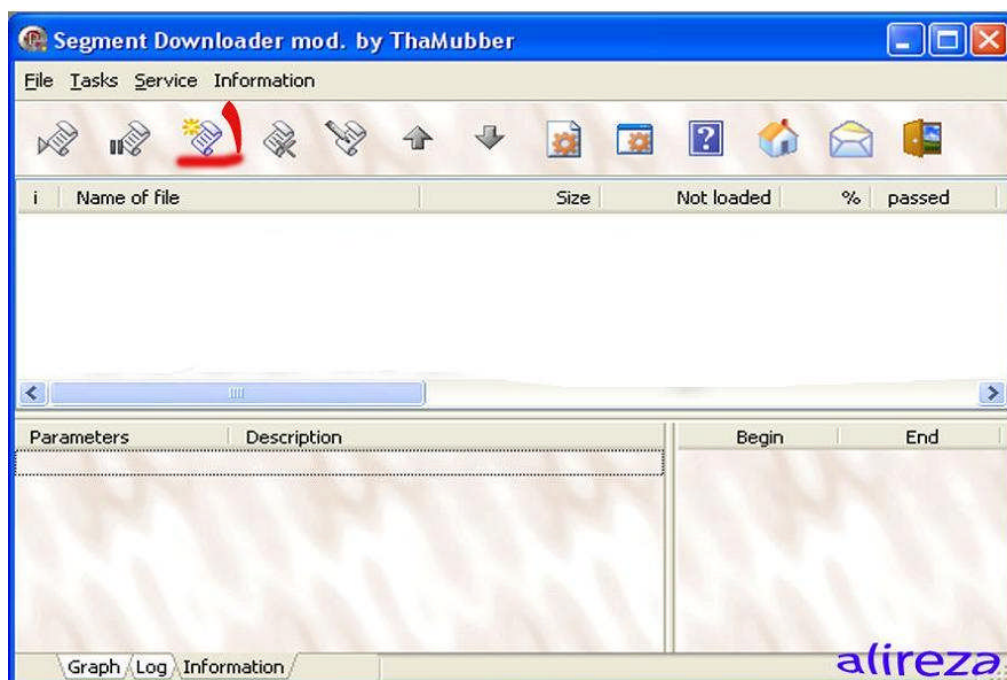 Segment Downloader mod. by ThaMubber
File Tasks Service Information
i Name of file Size Not loaded % passed
Parameters Description Begin End
Graph Log Information
alireza